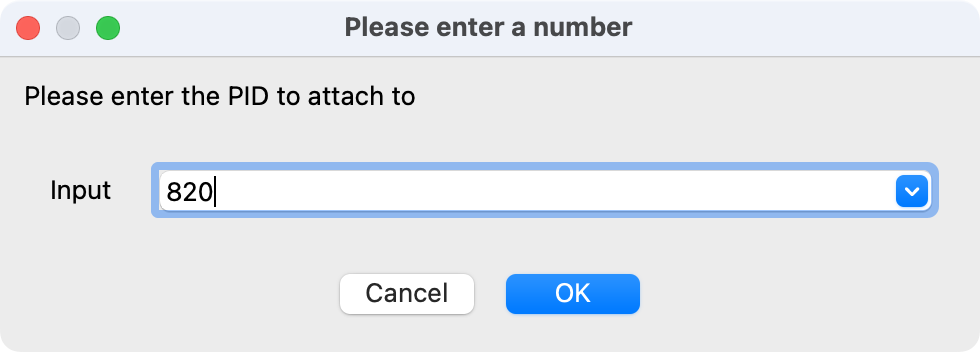 Please enter a number
Please enter the PID to attach to
Input 820
Cancel OK